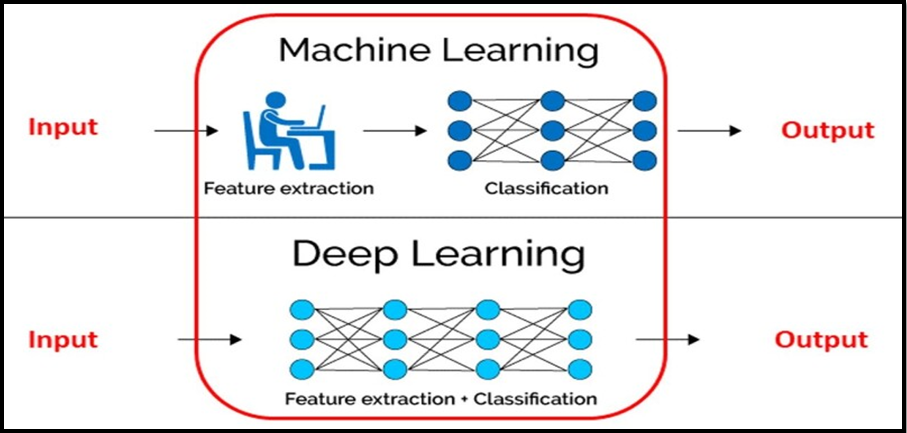 Machine Learning
Input
Output
Feature extraction
Classification
Deep Learning
Input
Output
Feature extraction + Classification